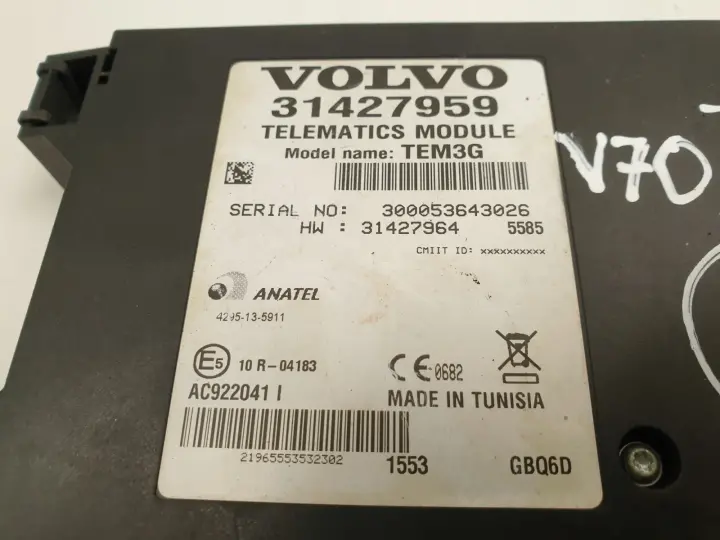 VOLVO
31427959
TELEMATICS MODULE
Model name: TEM3G
SERIAL NO: 300053643026
HW : 31427964 5585
CMIIT ID: xxxxxxxxxx
ANATEL
4295-13-5911
E5 10 R-04183
CE 0682
AC922041 I
MADE IN TUNISIA
21965553532302
1553 GBQ6D
V70